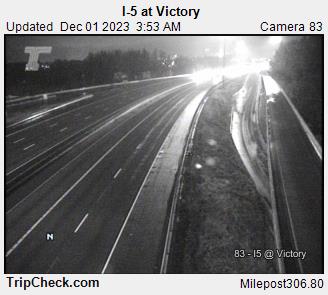 I-5 at Victory
Updated Dec 01 2023 3:53 AM Camera 83
T
N
83 - I5 @ Victory
TripCheck.com Milepost306.80